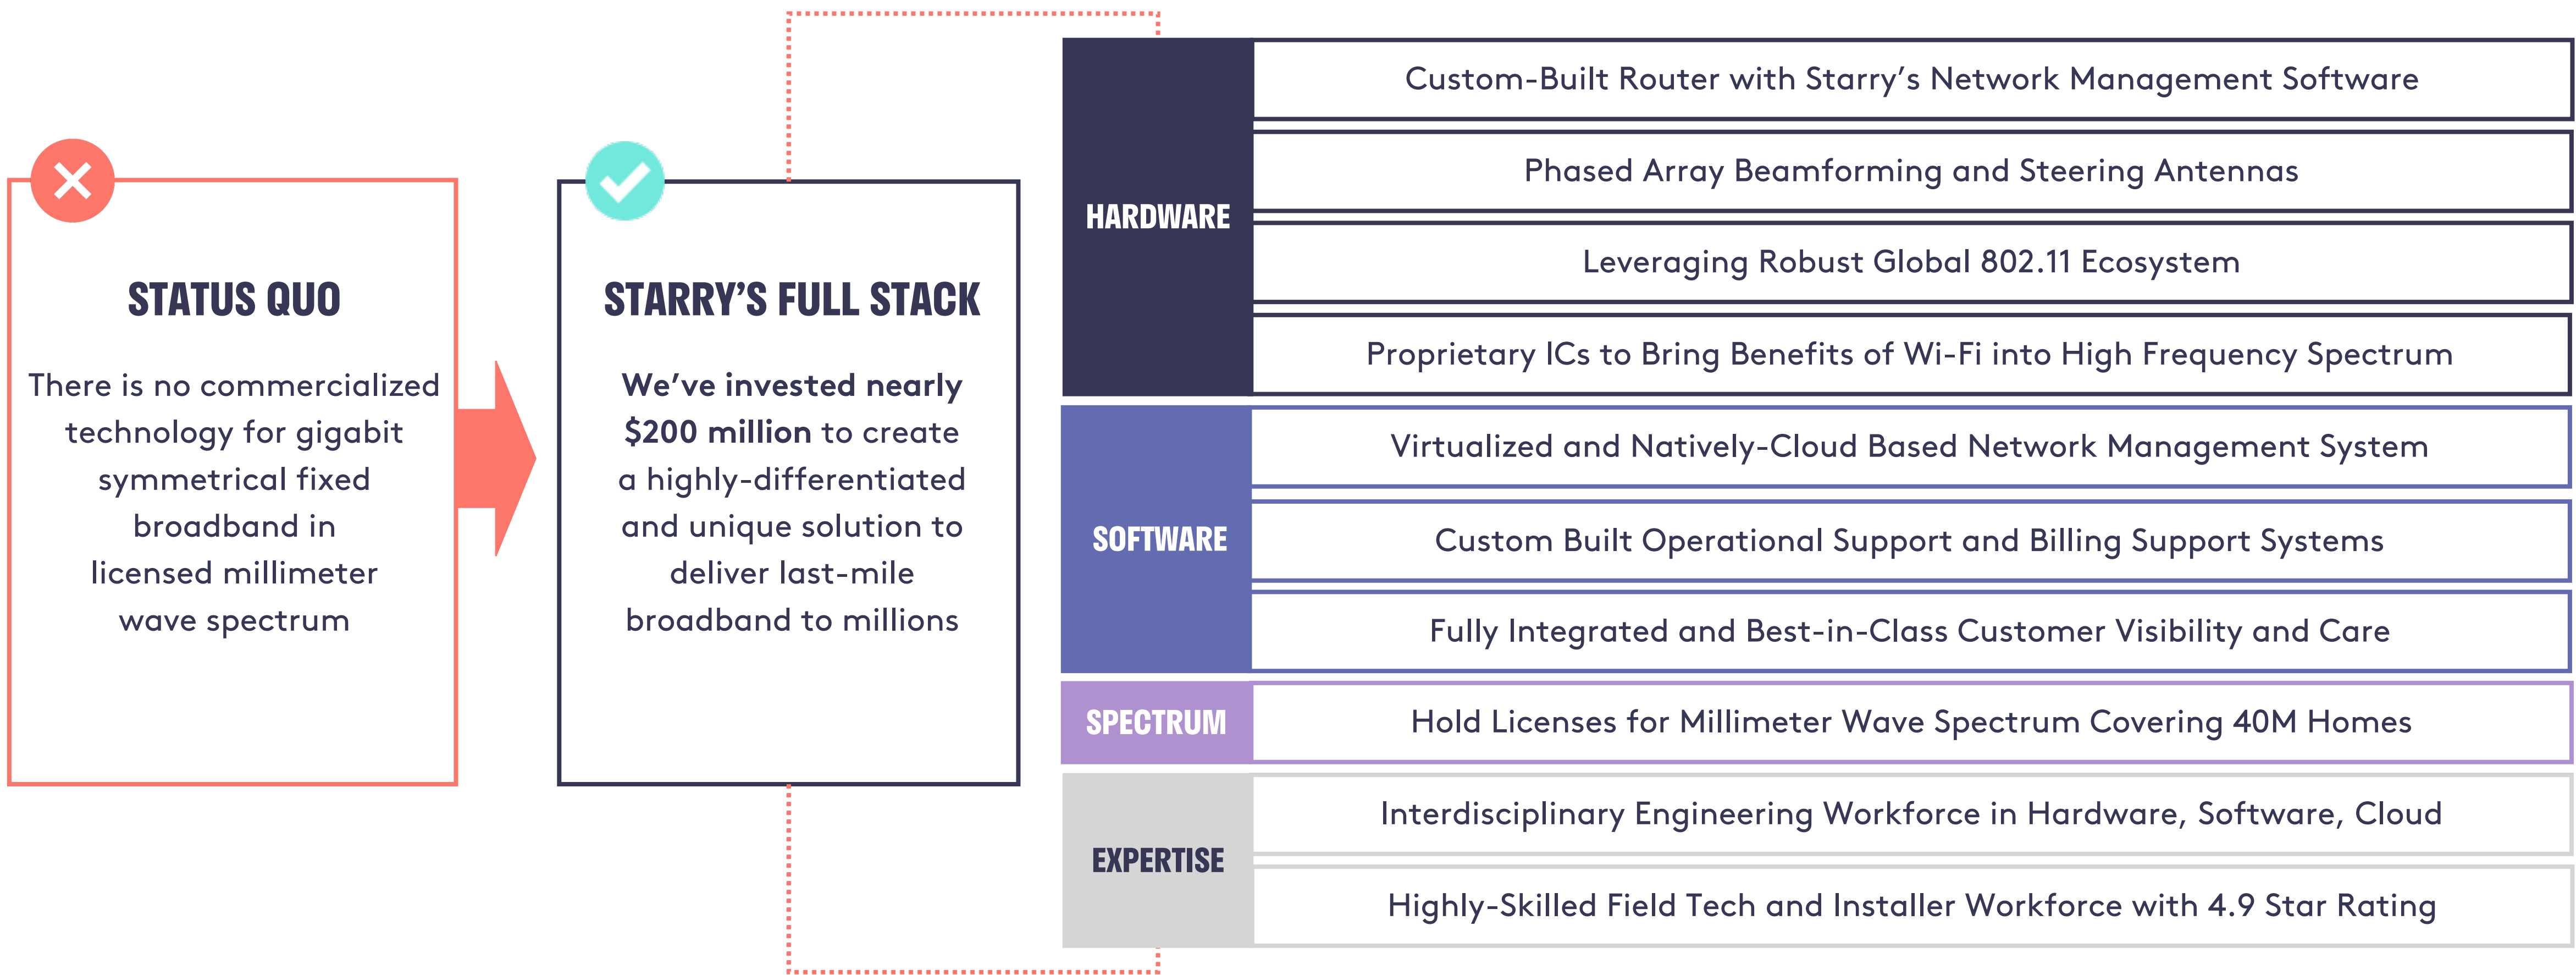 STATUS QUO
There is no commercialized
technology for gigabit
symmetrical fixed
broadband in
licensed millimeter
wave spectrum
STARRY’S FULL STACK
We’ve invested nearly
$200 million to create
a highly-differentiated
and unique solution to
deliver last-mile
broadband to millions
HARDWARE
Custom-Built Router with Starry’s Network Management Software
Phased Array Beamforming and Steering Antennas
Leveraging Robust Global 802.11 Ecosystem
Proprietary ICs to Bring Benefits of Wi-Fi into High Frequency Spectrum
SOFTWARE
Virtualized and Natively-Cloud Based Network Management System
Custom Built Operational Support and Billing Support Systems
Fully Integrated and Best-in-Class Customer Visibility and Care
SPECTRUM
Hold Licenses for Millimeter Wave Spectrum Covering 40M Homes
EXPERTISE
Interdisciplinary Engineering Workforce in Hardware, Software, Cloud
Highly-Skilled Field Tech and Installer Workforce with 4.9 Star Rating